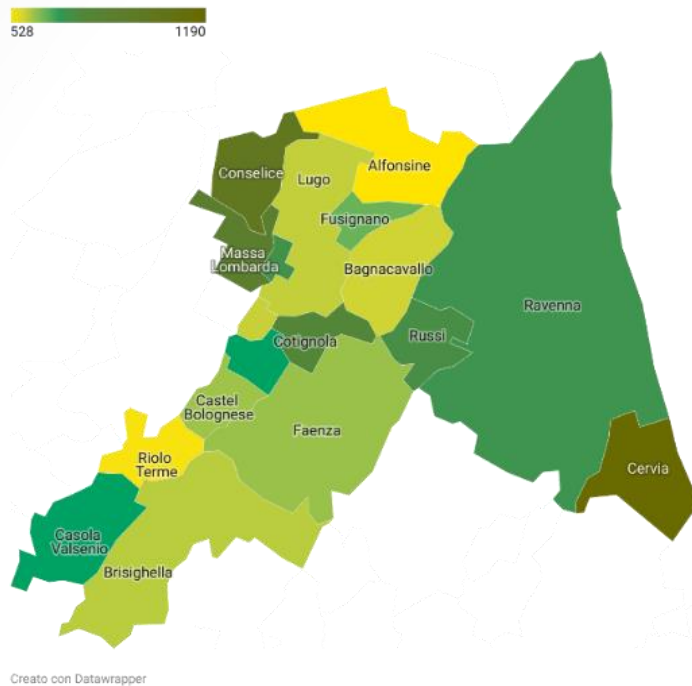 528 1190
Alfonsine
Conselice
Lugo
Fusignano
Massa
Lombarda
Bagnacavallo
Ravenna
Cotignola
Russi
Castel
Bolognese
Faenza
Riolo
Terme
Cervia
Casola
Valsenio
Brisighella
Creato con Datawrapper